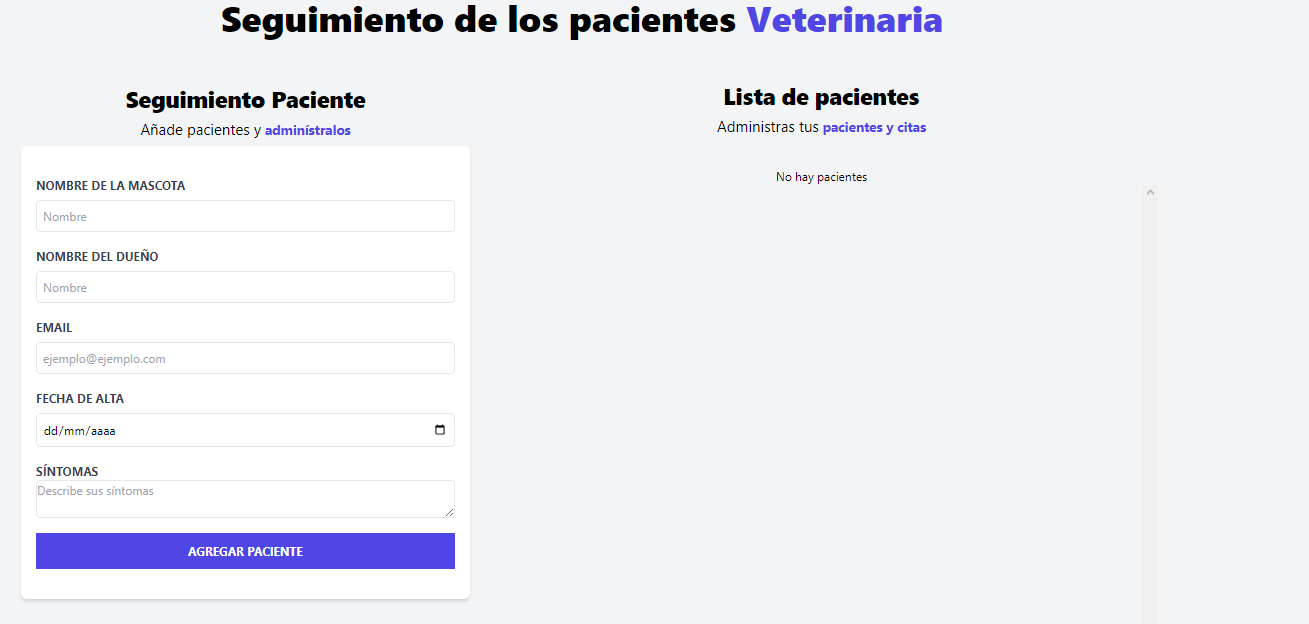 Seguimiento de los pacientes Veterinaria
Seguimiento Paciente
Añade pacientes y adminístralos
NOMBRE DE LA MASCOTA
Nombre
NOMBRE DEL DUEÑO
Nombre
EMAIL
ejemplo@ejemplo.com
FECHA DE ALTA
dd/mm/aaaa
SÍNTOMAS
Describe sus síntomas
AGREGAR PACIENTE
Lista de pacientes
Administras tus pacientes y citas
No hay pacientes